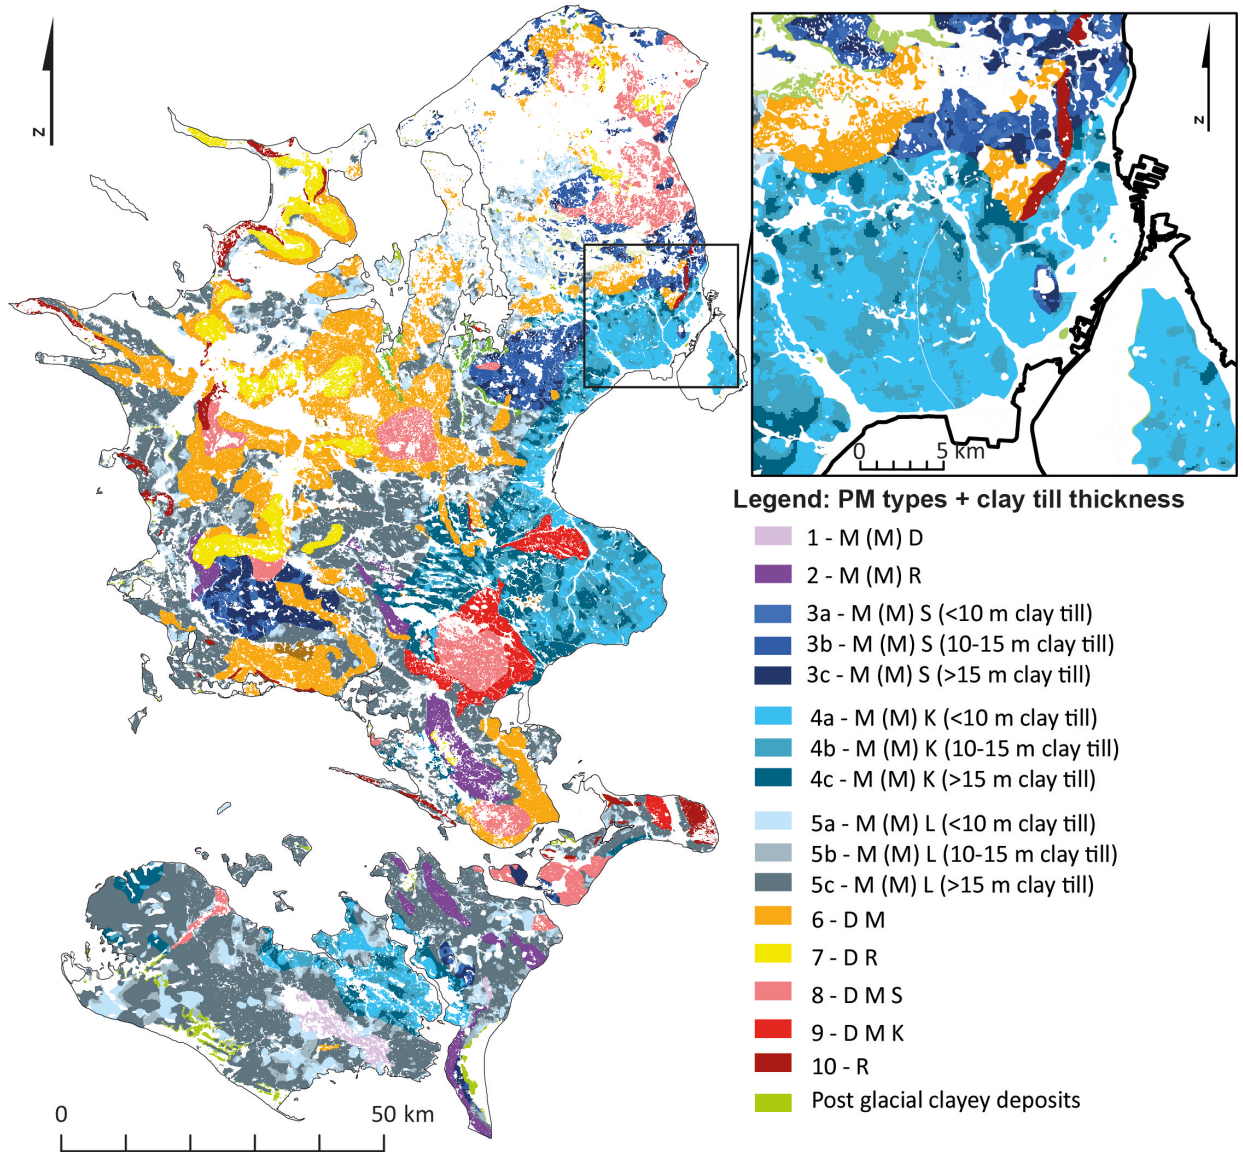 N
N
0 5 km
Legend: PM types + clay till thickness
1 - M (M) D
2 - M (M) R
3a - M (M) S (<10 m clay till)
3b - M (M) S (10-15 m clay till)
3c - M (M) S (>15 m clay till)
4a - M (M) K (<10 m clay till)
4b - M (M) K (10-15 m clay till)
4c - M (M) K (>15 m clay till)
5a - M (M) L (<10 m clay till)
5b - M (M) L (10-15 m clay till)
5c - M (M) L (>15 m clay till)
6 - D M
7 - D R
8 - D M S
9 - D M K
10 - R
Post glacial clayey deposits
0 50 km